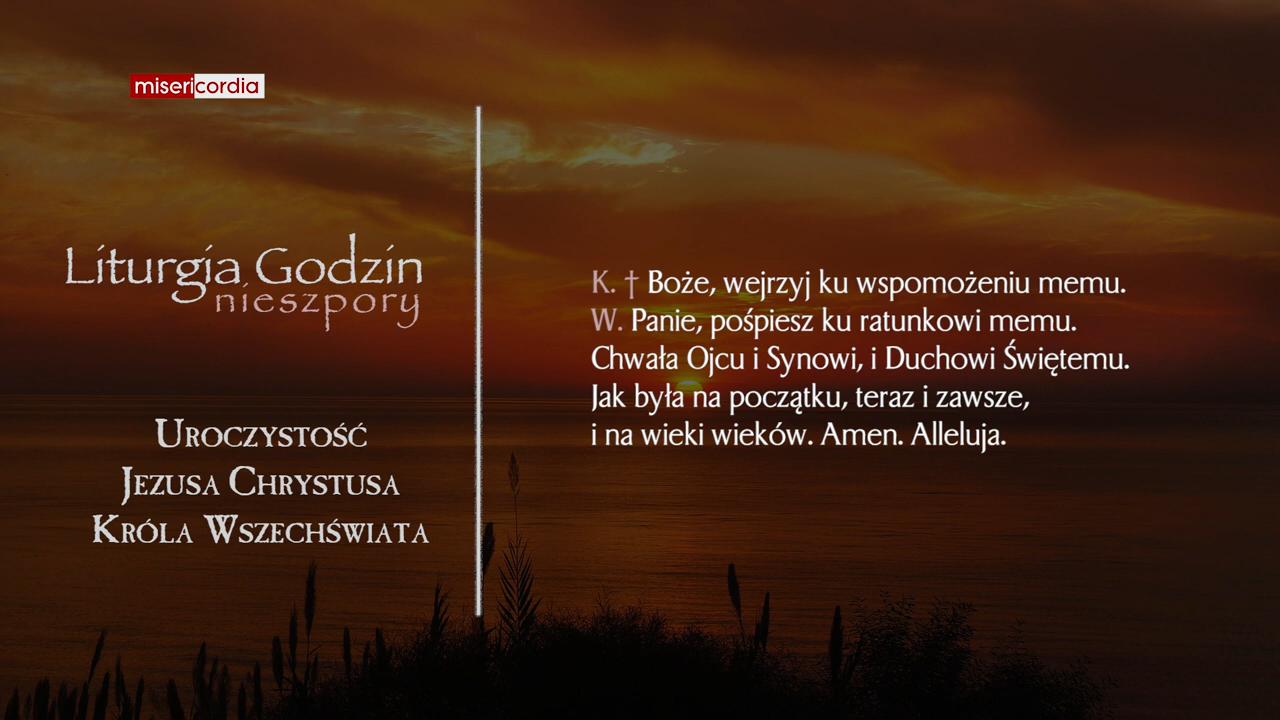 misericordia
Liturgia Godzin
nieszpory
Uroczystość
Jezusa Chrystusa
Króla Wszechświata
K. † Boże, wejrzyj ku wspomożeniu memu.
W. Panie, pośpiesz ku ratunkowi memu.
Chwała Ojcu i Synowi, i Duchowi Świętemu.
Jak była na początku, teraz i zawsze,
i na wieki wieków. Amen. Alleluja.